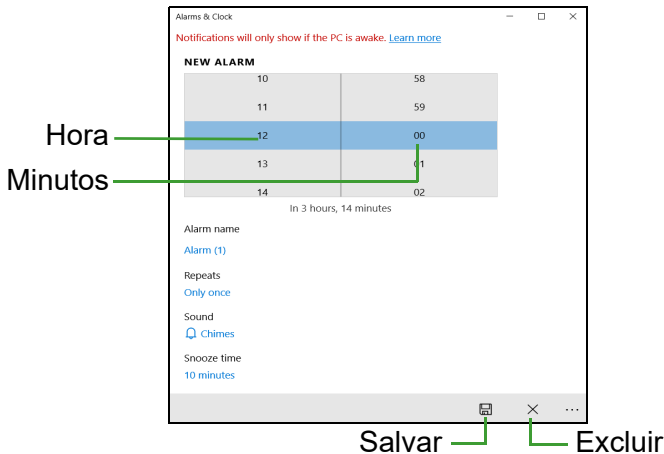 Alarms & Clock
Notifications will only show if the PC is awake. Learn more
NEW ALARM
10 58
11 59
Hora 12 00
Minutos 13 01
14 02
In 3 hours, 14 minutes
Alarm name
Alarm (1)
Repeats
Only once
Sound
Chimes
Snooze time
10 minutes
Salvar Excluir